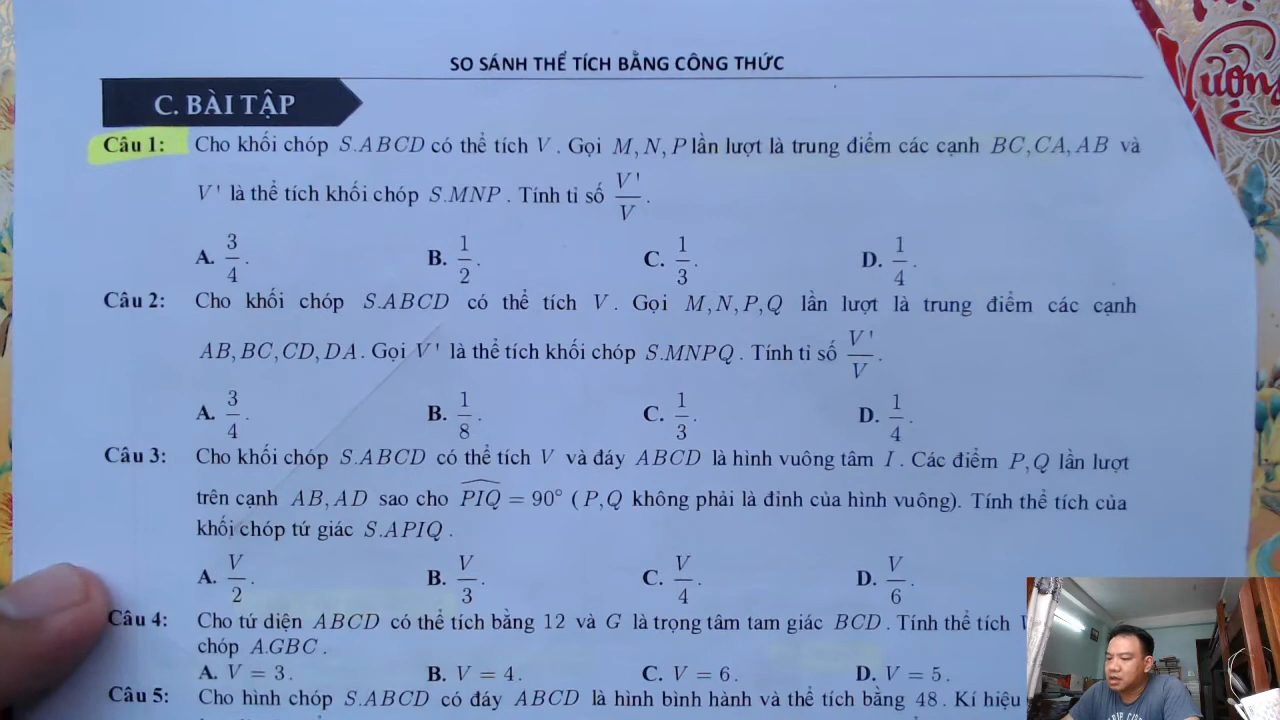 SO SÁNH THỂ TÍCH BẰNG CÔNG THỨC
C. BÀI TẬP
Câu 1: Cho khối chóp S.ABCD có thể tích V. Gọi M,N,P lần lượt là trung điểm các cạnh BC,CA,AB và
V' là thể tích khối chóp S.MNP. Tính tỉ số V'/V.
A. 3/4. B. 1/2. C. 1/3. D. 1/4.
Câu 2: Cho khối chóp S.ABCD có thể tích V. Gọi M,N,P,Q lần lượt là trung điểm các cạnh
AB,BC,CD,DA. Gọi V' là thể tích khối chóp S.MNPQ. Tính tỉ số V'/V.
A. 3/4. B. 1/8. C. 1/3. D. 1/4.
Câu 3: Cho khối chóp S.ABCD có thể tích V và đáy ABCD là hình vuông tâm I. Các điểm P,Q lần lượt
trên cạnh AB,AD sao cho PIQ = 90° (P,Q không phải là đỉnh của hình vuông). Tính thể tích của
khối chóp tứ giác S.APIQ.
A. V/2. B. V/3. C. V/4. D. V/6.
Câu 4: Cho tứ diện ABCD có thể tích bằng 12 và G là trọng tâm tam giác BCD. Tính thể tích
chóp A.GBC.
A. V = 3. B. V = 4. C. V = 6. D. V = 5.
Câu 5: Cho hình chóp S.ABCD có đáy ABCD là hình bình hành và thể tích bằng 48. Kí hiệu